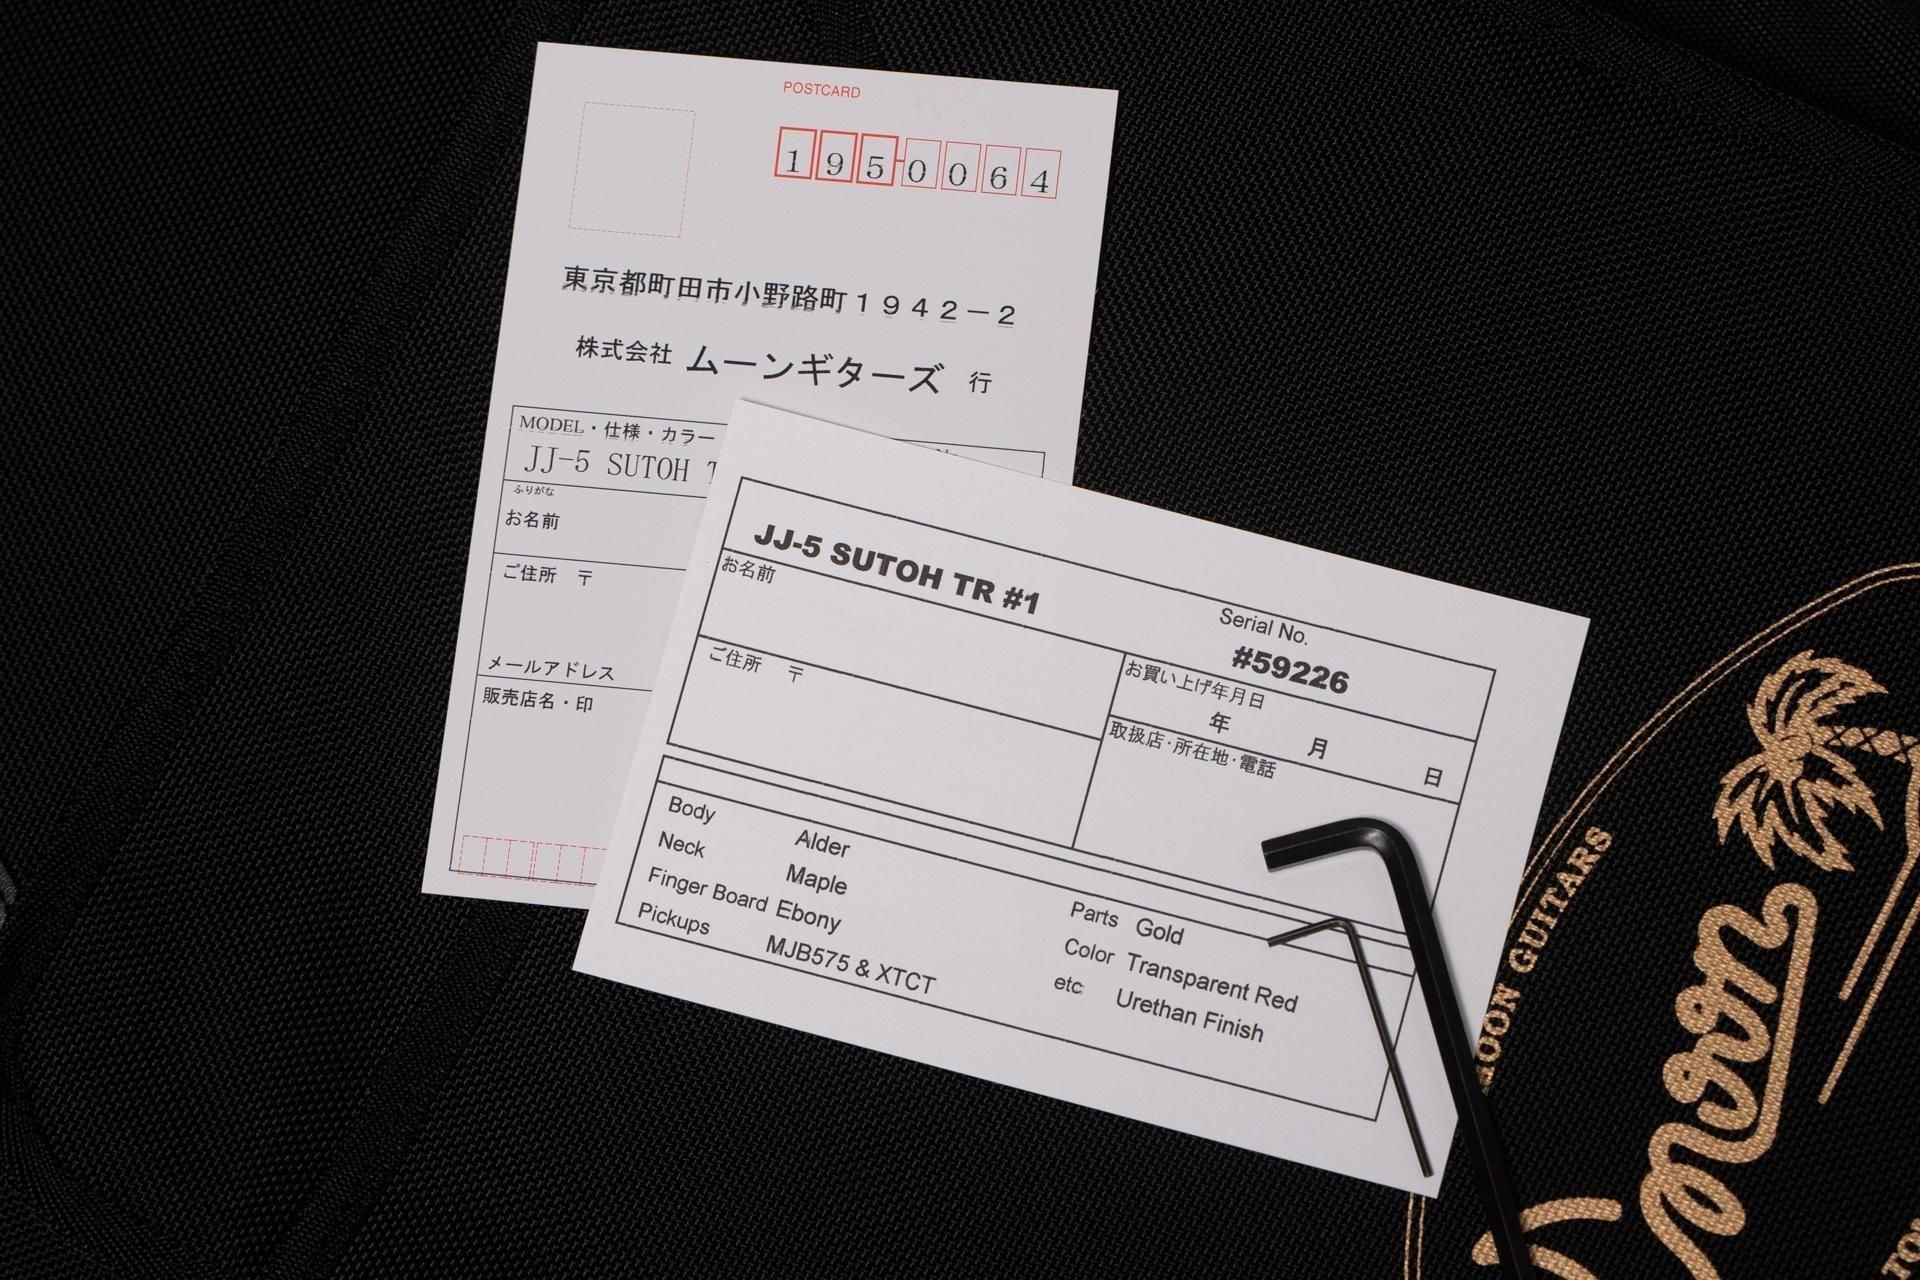 POSTCARD
1950064
東京都町田市小野路町1942-2
株式会社 ムーンギターズ 行
MODEL・仕様・カラー
JJ-5 SUTOH T
ふりがな
お名前
ご住所 〒
メールアドレス
販売店名・印
JJ-5 SUTOH TR #1
Serial No.
#59226
お名前
お買い上げ年月日
年 月 日
ご住所 〒
取扱店・所在地・電話
Body Alder
Neck Maple
Finger Board Ebony
Pickups MJB575 & XTCT
Parts Gold
Color Transparent Red
etc Urethan Finish
MOON GUITARS
Moon